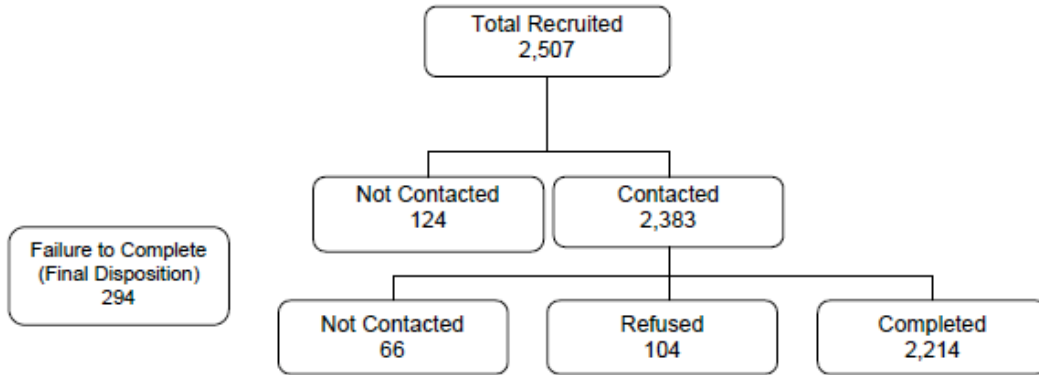 Total Recruited
2,507
Not Contacted
124
Contacted
2,383
Failure to Complete
(Final Disposition)
294
Not Contacted
66
Refused
104
Completed
2,214